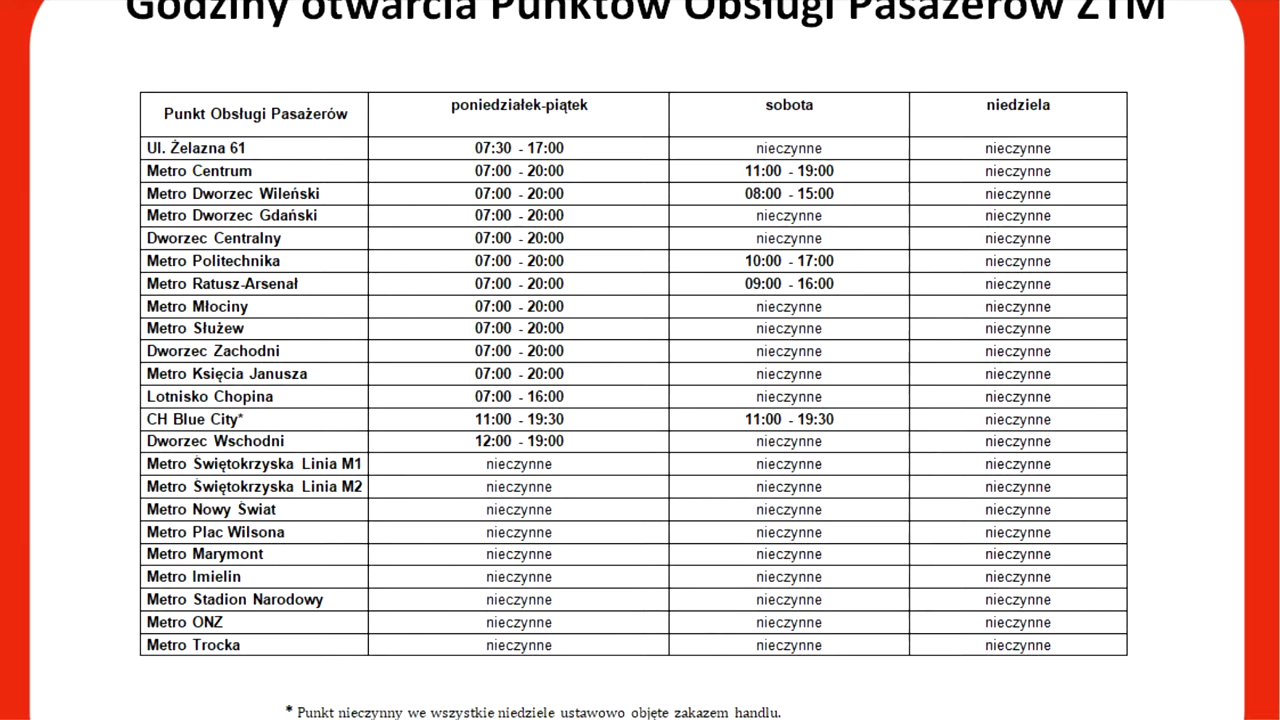 Godziny otwarcia Punktów Obsługi Pasażerów ZTM
Punkt Obsługi Pasażerów poniedziałek-piątek sobota niedziela
Ul. Żelazna 61 07:30 - 17:00 nieczynne nieczynne
Metro Centrum 07:00 - 20:00 11:00 - 19:00 nieczynne
Metro Dworzec Wileński 07:00 - 20:00 08:00 - 15:00 nieczynne
Metro Dworzec Gdański 07:00 - 20:00 nieczynne nieczynne
Dworzec Centralny 07:00 - 20:00 nieczynne nieczynne
Metro Politechnika 07:00 - 20:00 10:00 - 17:00 nieczynne
Metro Ratusz-Arsenał 07:00 - 20:00 09:00 - 16:00 nieczynne
Metro Młociny 07:00 - 20:00 nieczynne nieczynne
Metro Służew 07:00 - 20:00 nieczynne nieczynne
Dworzec Zachodni 07:00 - 20:00 nieczynne nieczynne
Metro Księcia Janusza 07:00 - 20:00 nieczynne nieczynne
Lotnisko Chopina 07:00 - 16:00 nieczynne nieczynne
CH Blue City* 11:00 - 19:30 11:00 - 19:30 nieczynne
Dworzec Wschodni 12:00 - 19:00 nieczynne nieczynne
Metro Świętokrzyska Linia M1 nieczynne nieczynne nieczynne
Metro Świętokrzyska Linia M2 nieczynne nieczynne nieczynne
Metro Nowy Świat nieczynne nieczynne nieczynne
Metro Plac Wilsona nieczynne nieczynne nieczynne
Metro Marymont nieczynne nieczynne nieczynne
Metro Imielin nieczynne nieczynne nieczynne
Metro Stadion Narodowy nieczynne nieczynne nieczynne
Metro ONZ nieczynne nieczynne nieczynne
Metro Trocka nieczynne nieczynne nieczynne
* Punkt nieczynny we wszystkie niedziele ustawowo objęte zakazem handlu.